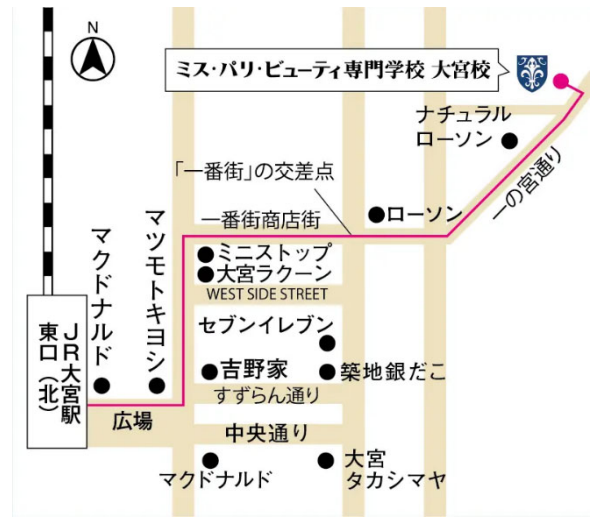 N
ミス・パリ・ビューティ専門学校 大宮校
ナチュラル
ローソン
「一番街」の交差点
一の宮通り
ローソン
一番街商店街
ミニストップ
大宮ラクーン
WEST SIDE STREET
マクドナルド
マツモトキヨシ
セブンイレブン
吉野家
築地銀だこ
すずらん通り
JR大宮駅
東口（北）
広場
中央通り
マクドナルド
大宮
タカシマヤ